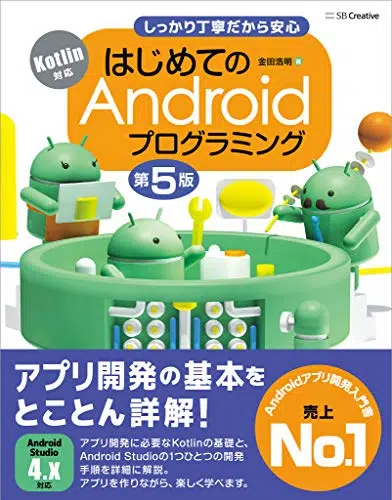 しっかり丁寧だから安心
SB Creative
Kotlin
対応
はじめての
金田浩明 著
Android
プログラミング
第5版
アプリ開発の基本を
とことん詳解!
Android
Studio
4.x
対応
アプリ開発に必要なKotlinの基礎と、
Android Studioの1つひとつの開発
手順を詳細に解説。
アプリを作りながら、楽しく学べます。
Androidアプリ開発入門書
売上
No.1